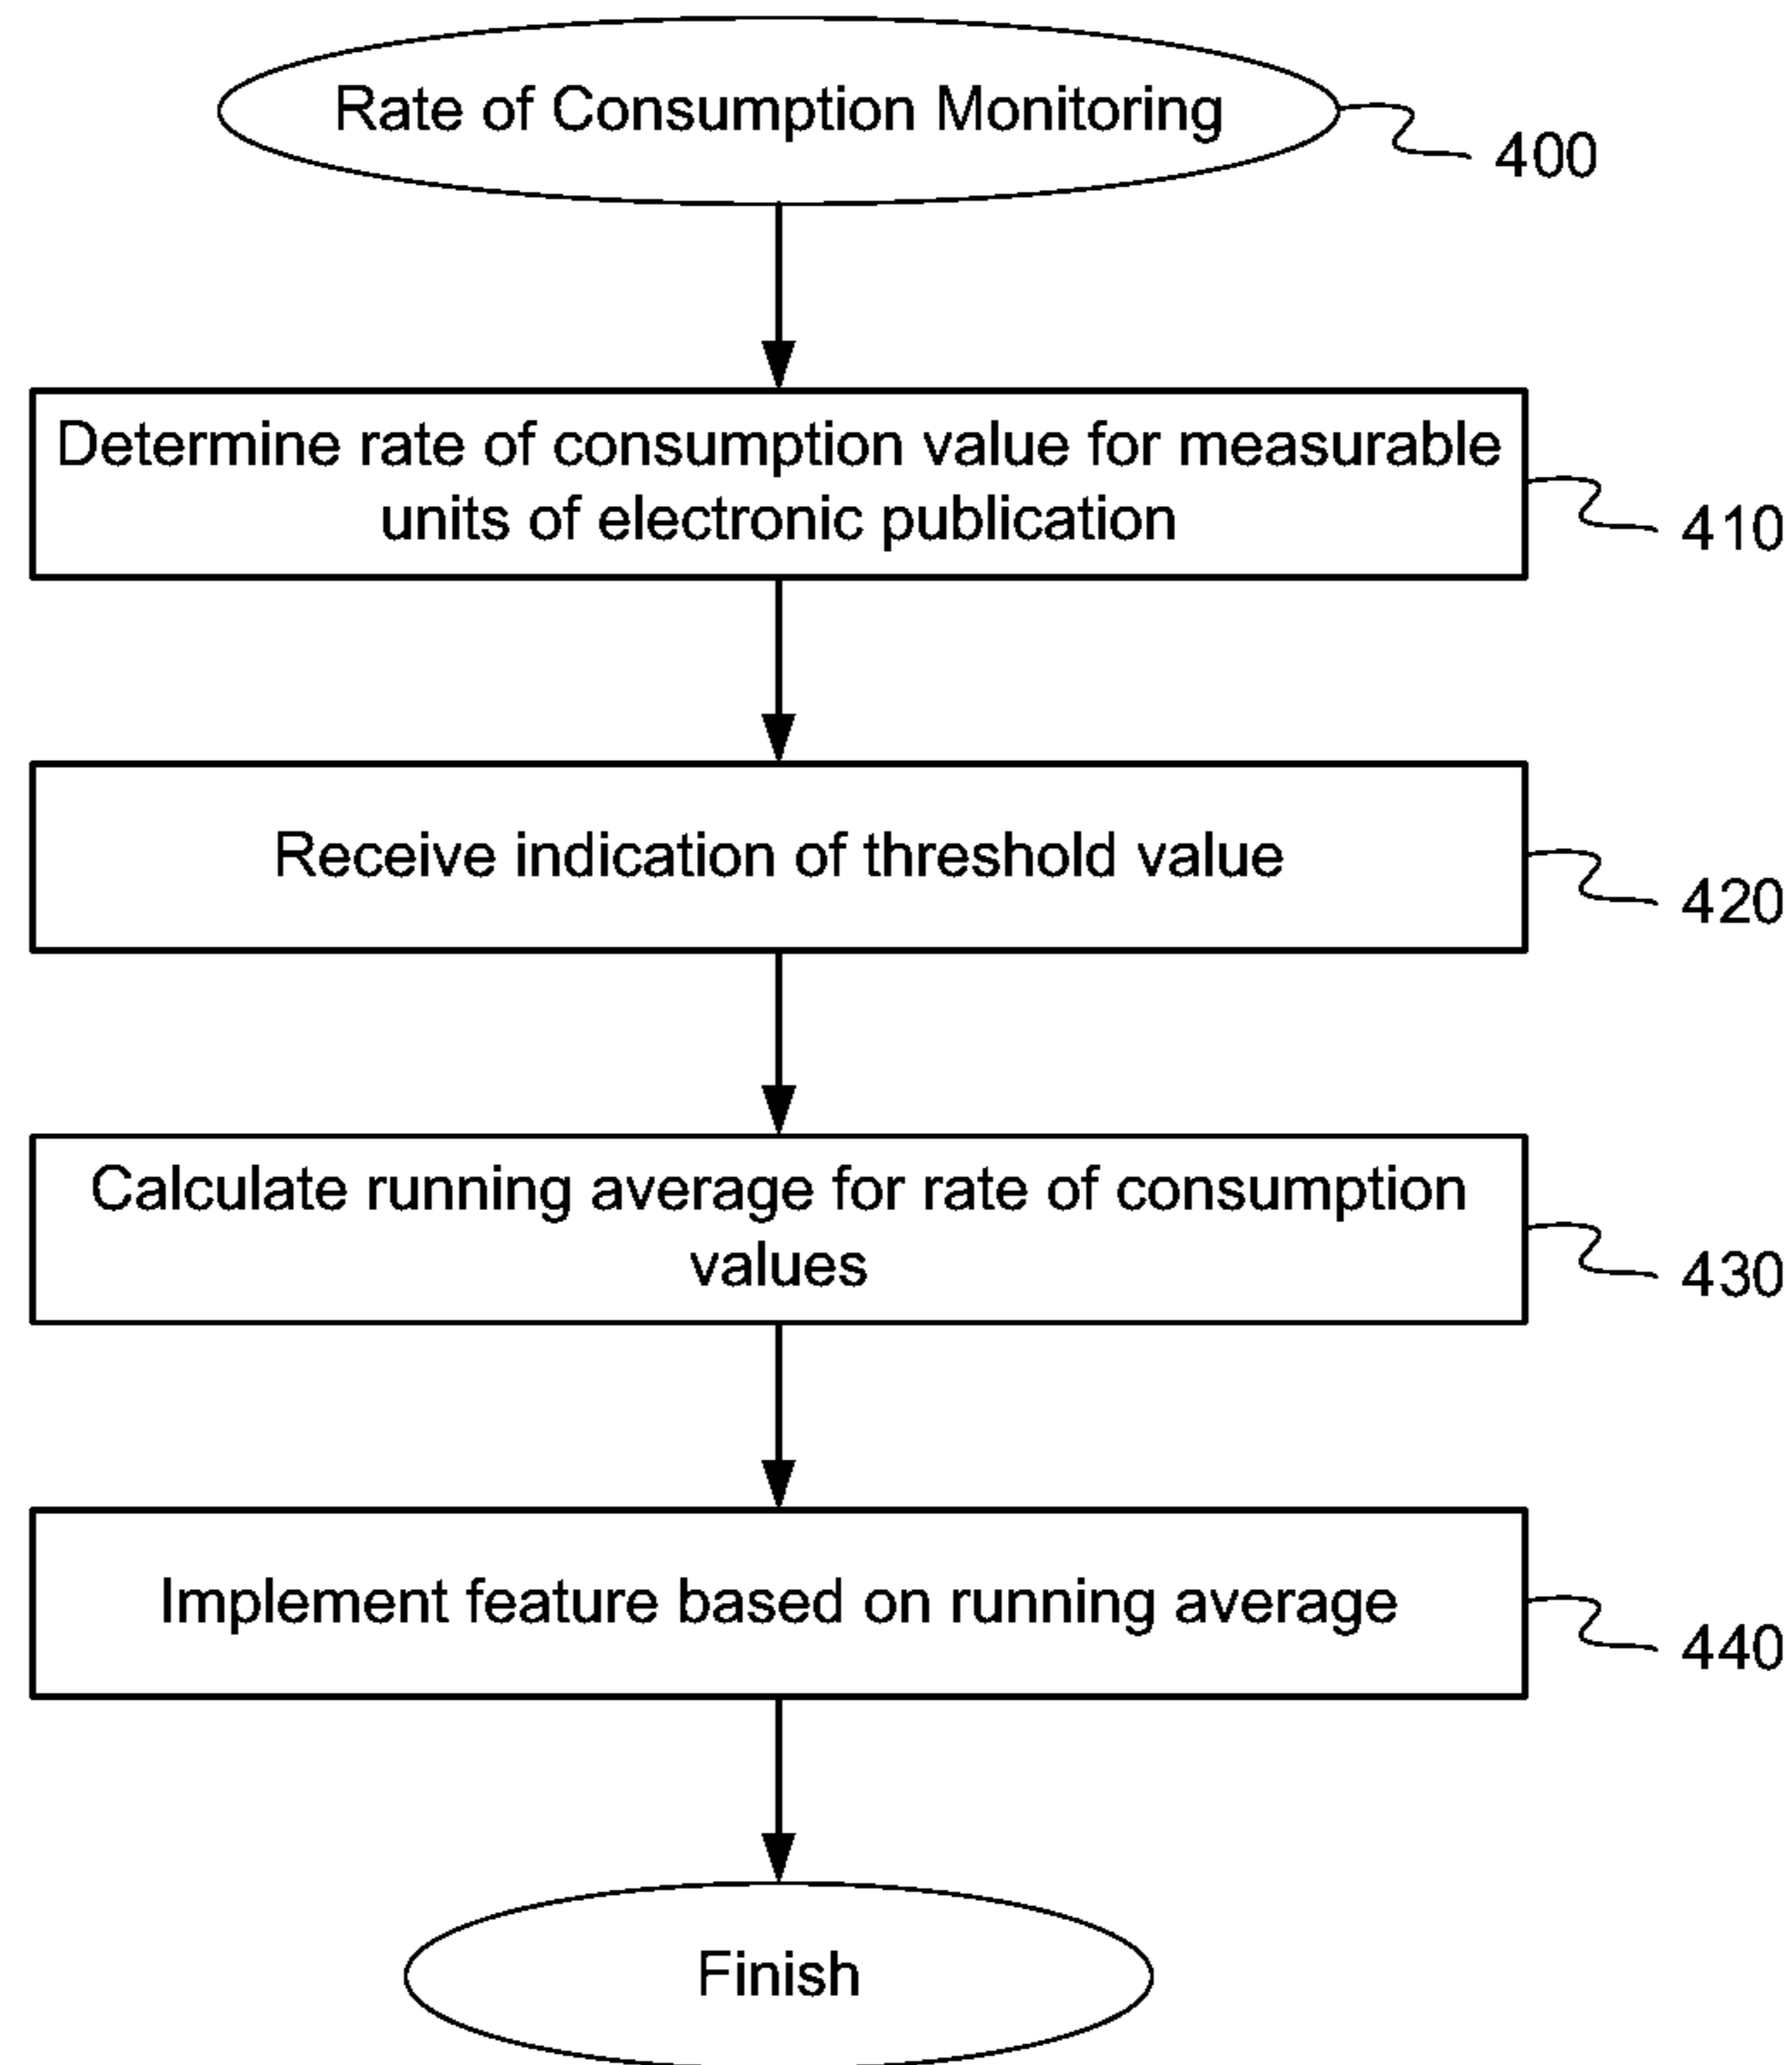 Rate of Consumption Monitoring
400
Determine rate of consumption value for measurable
units of electronic publication
410
Receive indication of threshold value
420
Calculate running average for rate of consumption
values
430
Implement feature based on running average
440
Finish